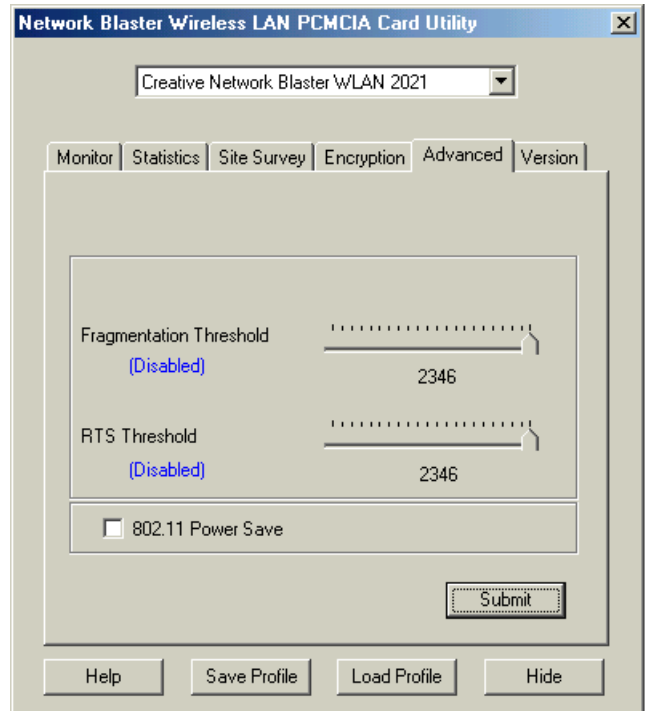 Network Blaster Wireless LAN PCMCIA Card Utility
Creative Network Blaster WLAN 2021
Monitor Statistics Site Survey Encryption Advanced Version
Fragmentation Threshold
(Disabled)
2346
RTS Threshold
(Disabled)
2346
802.11 Power Save
Submit
Help Save Profile Load Profile Hide